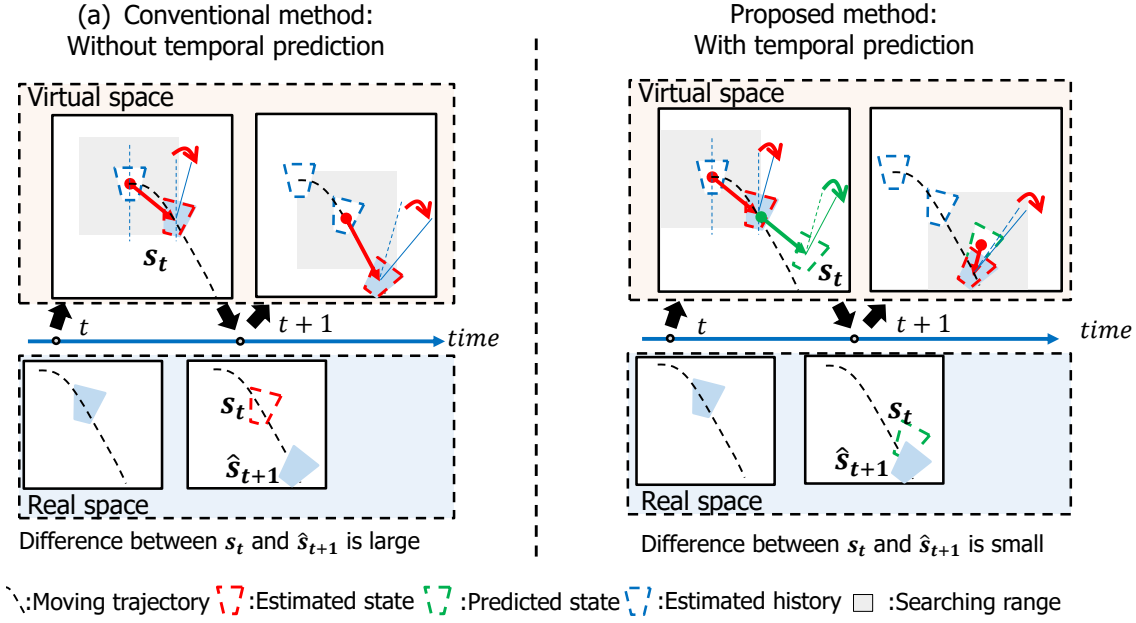 (a) Conventional method:
Without temporal prediction
Virtual space
s_t
t
t + 1
time
s_t
ŝ_{t+1}
Real space
Difference between s_t and ŝ_{t+1} is large
Proposed method:
With temporal prediction
Virtual space
s_t
t
t + 1
time
s_t
ŝ_{t+1}
Real space
Difference between s_t and ŝ_{t+1} is small
:Moving trajectory :Estimated state :Predicted state :Estimated history :Searching range